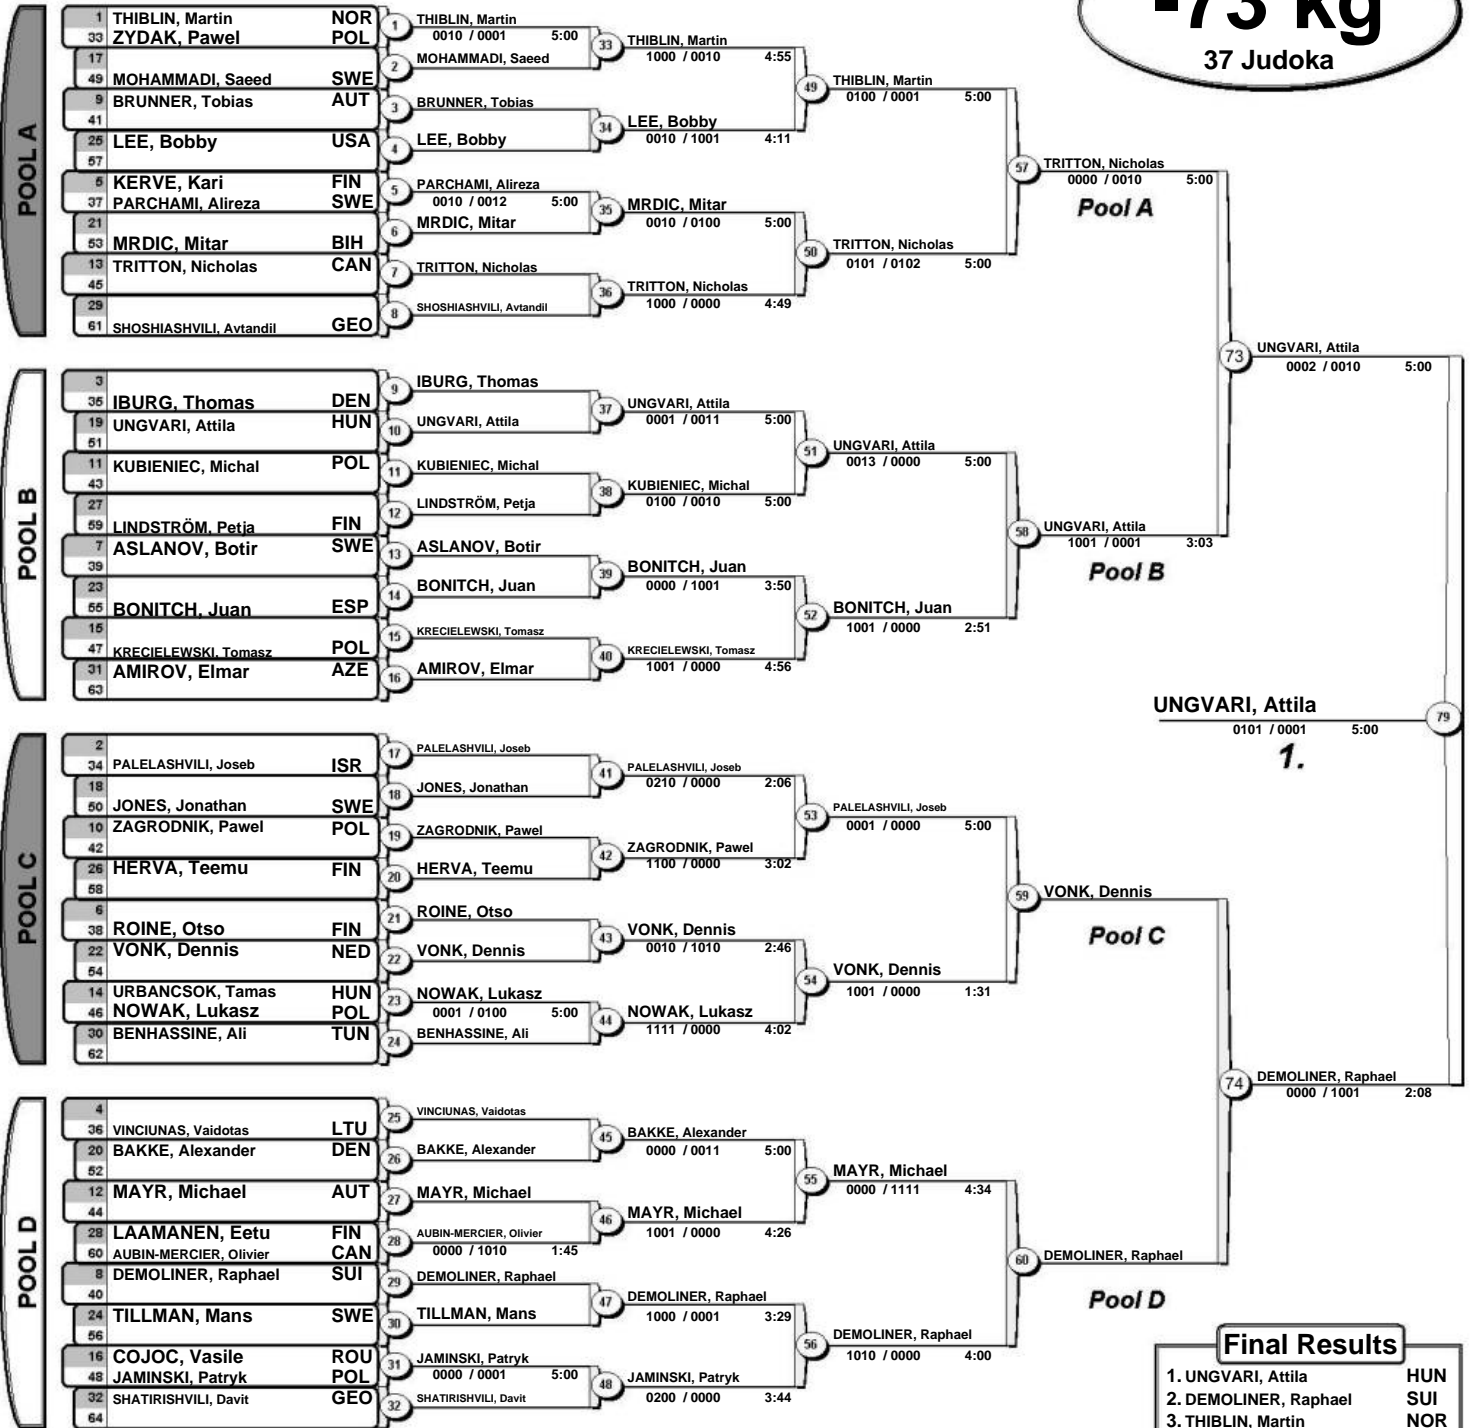 -73 kg
37 Judoka
POOL A
1 THIBLIN, Martin NOR
33 ZYDAK, Pawel POL
17
49 MOHAMMADI, Saeed SWE
9 BRUNNER, Tobias AUT
41
25 LEE, Bobby USA
57
5 KERVE, Kari FIN
37 PARCHAMI, Alireza SWE
21
53 MRDIC, Mitar BIH
13 TRITTON, Nicholas CAN
45
29
61 SHOSHIASHVILI, Avtandil GEO
1 THIBLIN, Martin
0010 / 0001 5:00
2 MOHAMMADI, Saeed
3 BRUNNER, Tobias
4 LEE, Bobby
5 PARCHAMI, Alireza
0010 / 0012 5:00
6 MRDIC, Mitar
7 TRITTON, Nicholas
8 SHOSHIASHVILI, Avtandil
33 THIBLIN, Martin
1000 / 0010 4:55
34 LEE, Bobby
0010 / 1001 4:11
35 MRDIC, Mitar
0010 / 0100 5:00
36 TRITTON, Nicholas
1000 / 0000 4:49
49 THIBLIN, Martin
0100 / 0001 5:00
50 TRITTON, Nicholas
0101 / 0102 5:00
57 TRITTON, Nicholas
0000 / 0010 5:00
Pool A
POOL B
3
35 IBURG, Thomas DEN
19 UNGVARI, Attila HUN
51
11 KUBIENIEC, Michal POL
43
27
59 LINDSTRÖM, Petja FIN
7 ASLANOV, Botir SWE
39
23
55 BONITCH, Juan ESP
15
47 KRECIELEWSKI, Tomasz POL
31 AMIROV, Elmar AZE
63
9 IBURG, Thomas
10 UNGVARI, Attila
11 KUBIENIEC, Michal
12 LINDSTRÖM, Petja
13 ASLANOV, Botir
14 BONITCH, Juan
15 KRECIELEWSKI, Tomasz
16 AMIROV, Elmar
37 UNGVARI, Attila
0001 / 0011 5:00
38 KUBIENIEC, Michal
0100 / 0010 5:00
39 BONITCH, Juan
0000 / 1001 3:50
40 KRECIELEWSKI, Tomasz
1001 / 0000 4:56
51 UNGVARI, Attila
0013 / 0000 5:00
52 BONITCH, Juan
1001 / 0000 2:51
58 UNGVARI, Attila
1001 / 0001 3:03
Pool B
73 UNGVARI, Attila
0002 / 0010 5:00
UNGVARI, Attila 79
0101 / 0001 5:00
1.
POOL C
2
34 PALELASHVILI, Joseb ISR
18
50 JONES, Jonathan SWE
10 ZAGRODNIK, Pawel POL
42
26 HERVA, Teemu FIN
58
6
38 ROINE, Otso FIN
22 VONK, Dennis NED
54
14 URBANCSOK, Tamas HUN
46 NOWAK, Lukasz POL
30 BENHASSINE, Ali TUN
62
17 PALELASHVILI, Joseb
18 JONES, Jonathan
19 ZAGRODNIK, Pawel
20 HERVA, Teemu
21 ROINE, Otso
22 VONK, Dennis
23 NOWAK, Lukasz
0001 / 0100 5:00
24 BENHASSINE, Ali
41 PALELASHVILI, Joseb
0210 / 0000 2:06
42 ZAGRODNIK, Pawel
1100 / 0000 3:02
43 VONK, Dennis
0010 / 1010 2:46
44 NOWAK, Lukasz
1111 / 0000 4:02
53 PALELASHVILI, Joseb
0001 / 0000 5:00
54 VONK, Dennis
1001 / 0000 1:31
59 VONK, Dennis
Pool C
POOL D
4
36 VINCIUNAS, Vaidotas LTU
20 BAKKE, Alexander DEN
52
12 MAYR, Michael AUT
44
28 LAAMANEN, Eetu FIN
60 AUBIN-MERCIER, Olivier CAN
8 DEMOLINER, Raphael SUI
40
24 TILLMAN, Mans SWE
56
16 COJOC, Vasile ROU
48 JAMINSKI, Patryk POL
32 SHATIRISHVILI, Davit GEO
64
25 VINCIUNAS, Vaidotas
26 BAKKE, Alexander
27 MAYR, Michael
28 AUBIN-MERCIER, Olivier
0000 / 1010 1:45
29 DEMOLINER, Raphael
30 TILLMAN, Mans
31 JAMINSKI, Patryk
0000 / 0001 5:00
32 SHATIRISHVILI, Davit
45 BAKKE, Alexander
0000 / 0011 5:00
46 MAYR, Michael
1001 / 0000 4:26
47 DEMOLINER, Raphael
1000 / 0001 3:29
48 JAMINSKI, Patryk
0200 / 0000 3:44
55 MAYR, Michael
0000 / 1111 4:34
56 DEMOLINER, Raphael
1010 / 0000 4:00
60 DEMOLINER, Raphael
Pool D
74 DEMOLINER, Raphael
0000 / 1001 2:08
Final Results
1. UNGVARI, Attila HUN
2. DEMOLINER, Raphael SUI
3. THIBLIN, Martin NOR